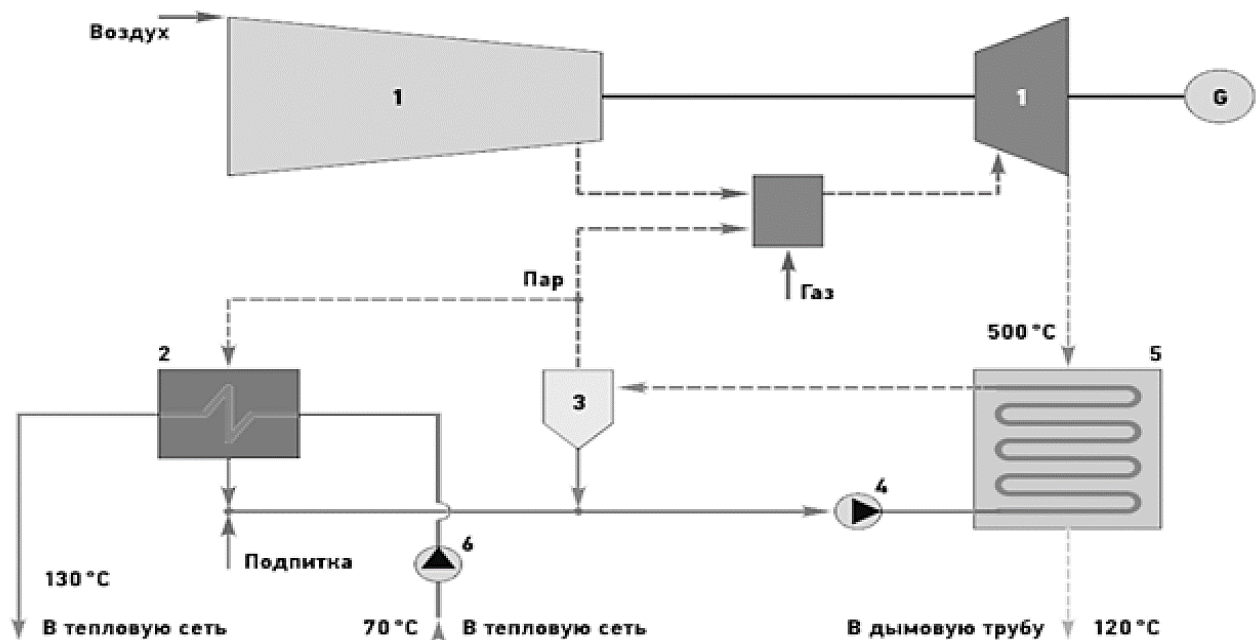 Воздух
1
1
G
Пар
Газ
500 °C
2
5
3
4
6
Подпитка
130 °C
В тепловую сеть
70 °C
В тепловую сеть
В дымовую трубу
120 °C